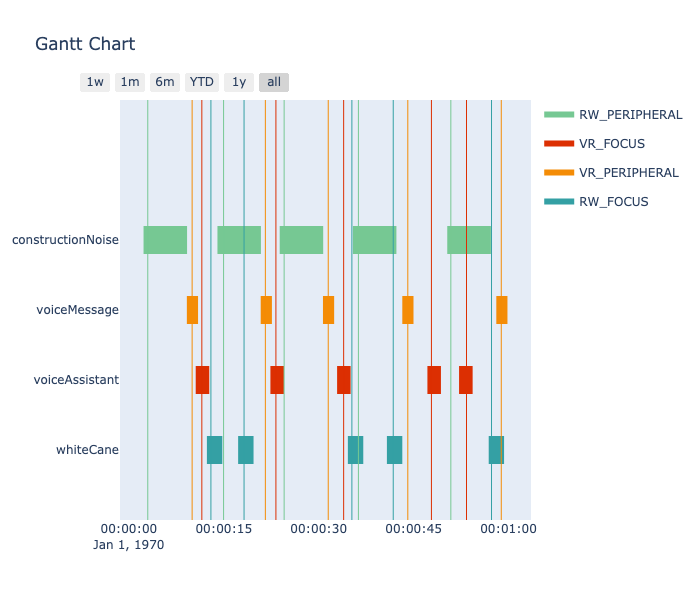 Gantt Chart
1w 1m 6m YTD 1y all
RW_PERIPHERAL
VR_FOCUS
VR_PERIPHERAL
RW_FOCUS
constructionNoise
voiceMessage
voiceAssistant
whiteCane
00:00:00 00:00:15 00:00:30 00:00:45 00:01:00
Jan 1, 1970